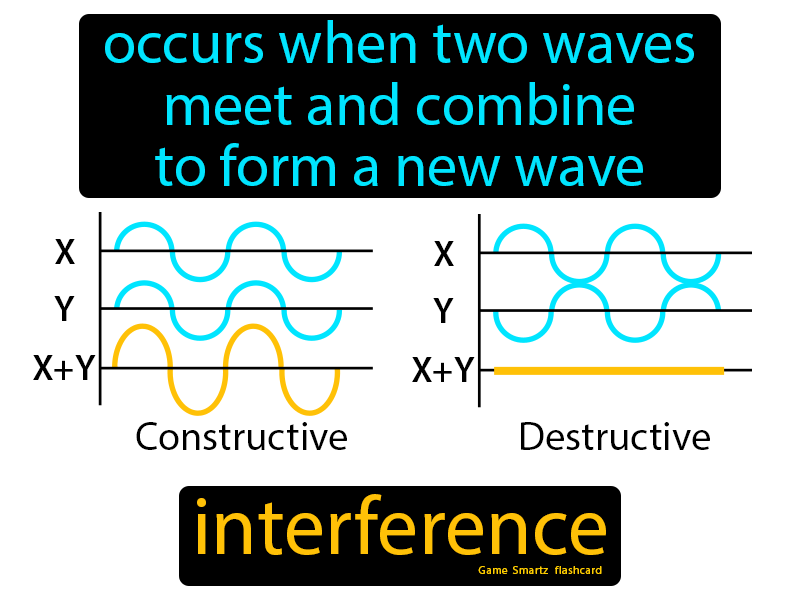 occurs when two waves
meet and combine
to form a new wave
X
Y
X+Y
Constructive
X
Y
X+Y
Destructive
interference
Game Smartz flashcard